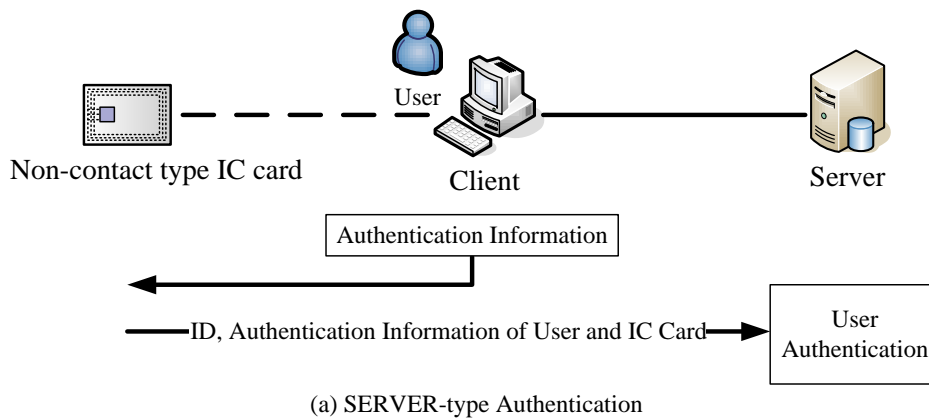 User
Non-contact type IC card
Client
Server
Authentication Information
ID, Authentication Information of User and IC Card
User
Authentication
(a) SERVER-type Authentication